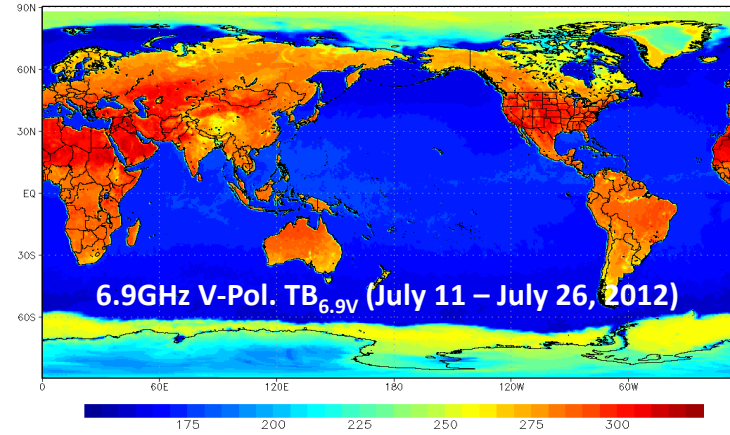 90N
60N
30N
EQ
30S
6.9GHz V-Pol. TB6.9V (July 11 – July 26, 2012)
60S
0 60E 120E 180 120W 60W
175 200 225 250 275 300